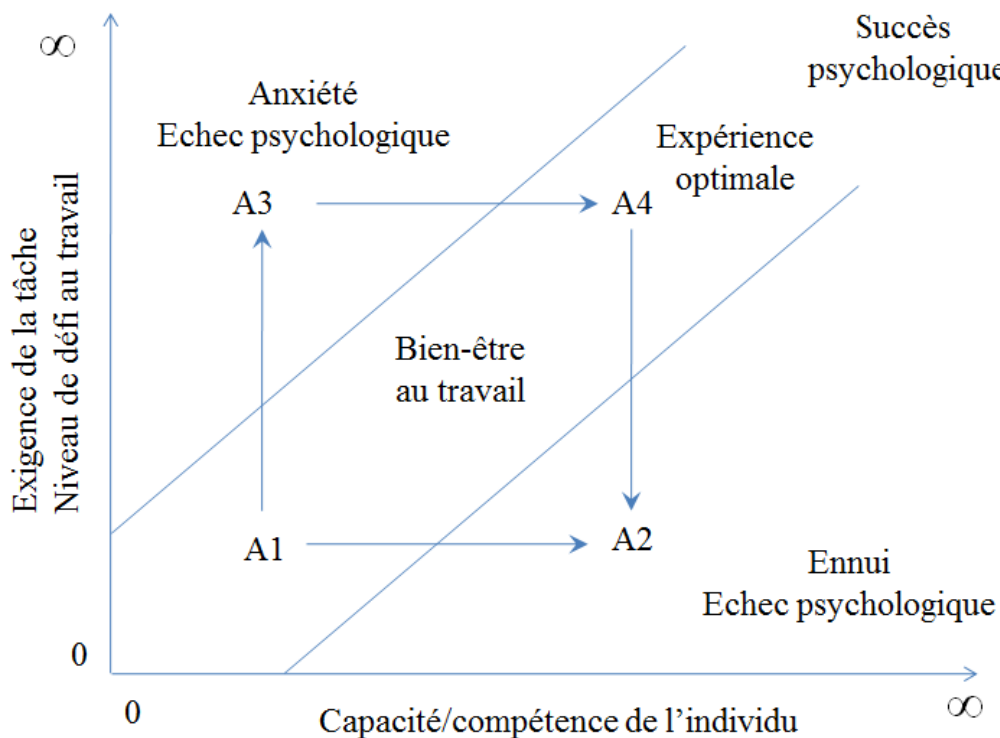 ∞
Succès
psychologique
Anxiété
Echec psychologique
Expérience
optimale
A3
A4
Exigence de la tâche
Niveau de défi au travail
Bien-être
au travail
A1
A2
Ennui
Echec psychologique
0
0
Capacité/compétence de l’individu
∞